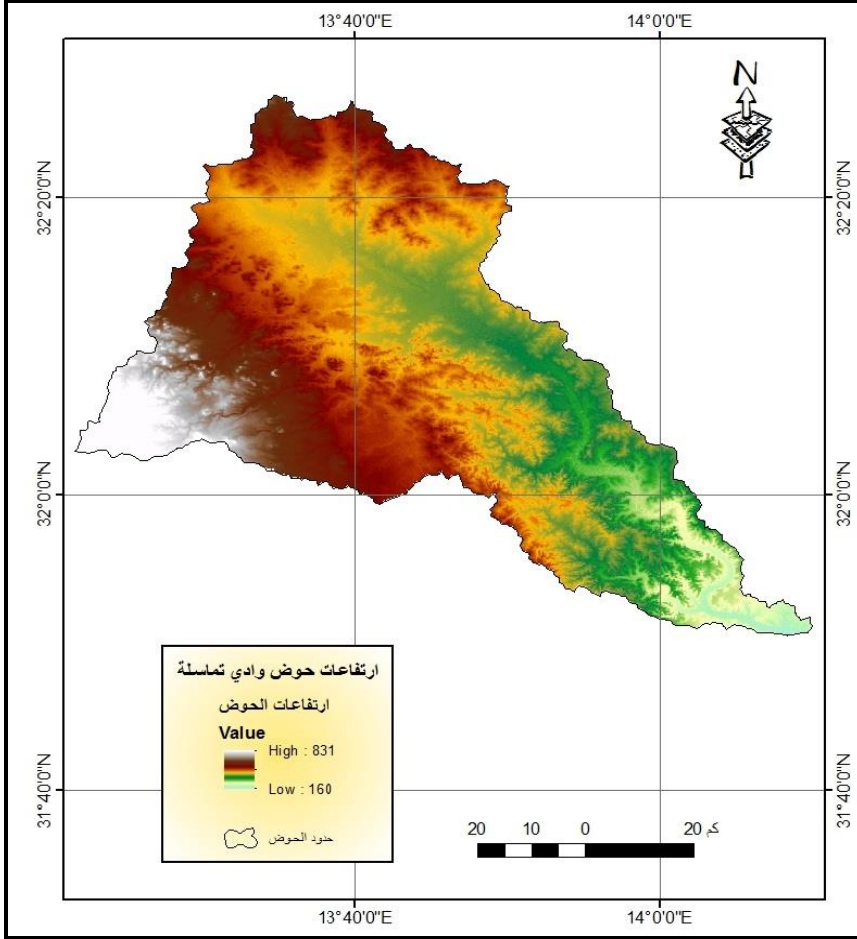 13°40'0"E 14°0'0"E
N
32°20'0"N 32°20'0"N
32°0'0"N 32°0'0"N
ارتفاعات حوض وادي تماسلة
ارتفاعات الحوض
Value
High : 831
Low : 160
حدود الحوض
31°40'0"N 31°40'0"N
20 10 0 20 كم
13°40'0"E 14°0'0"E